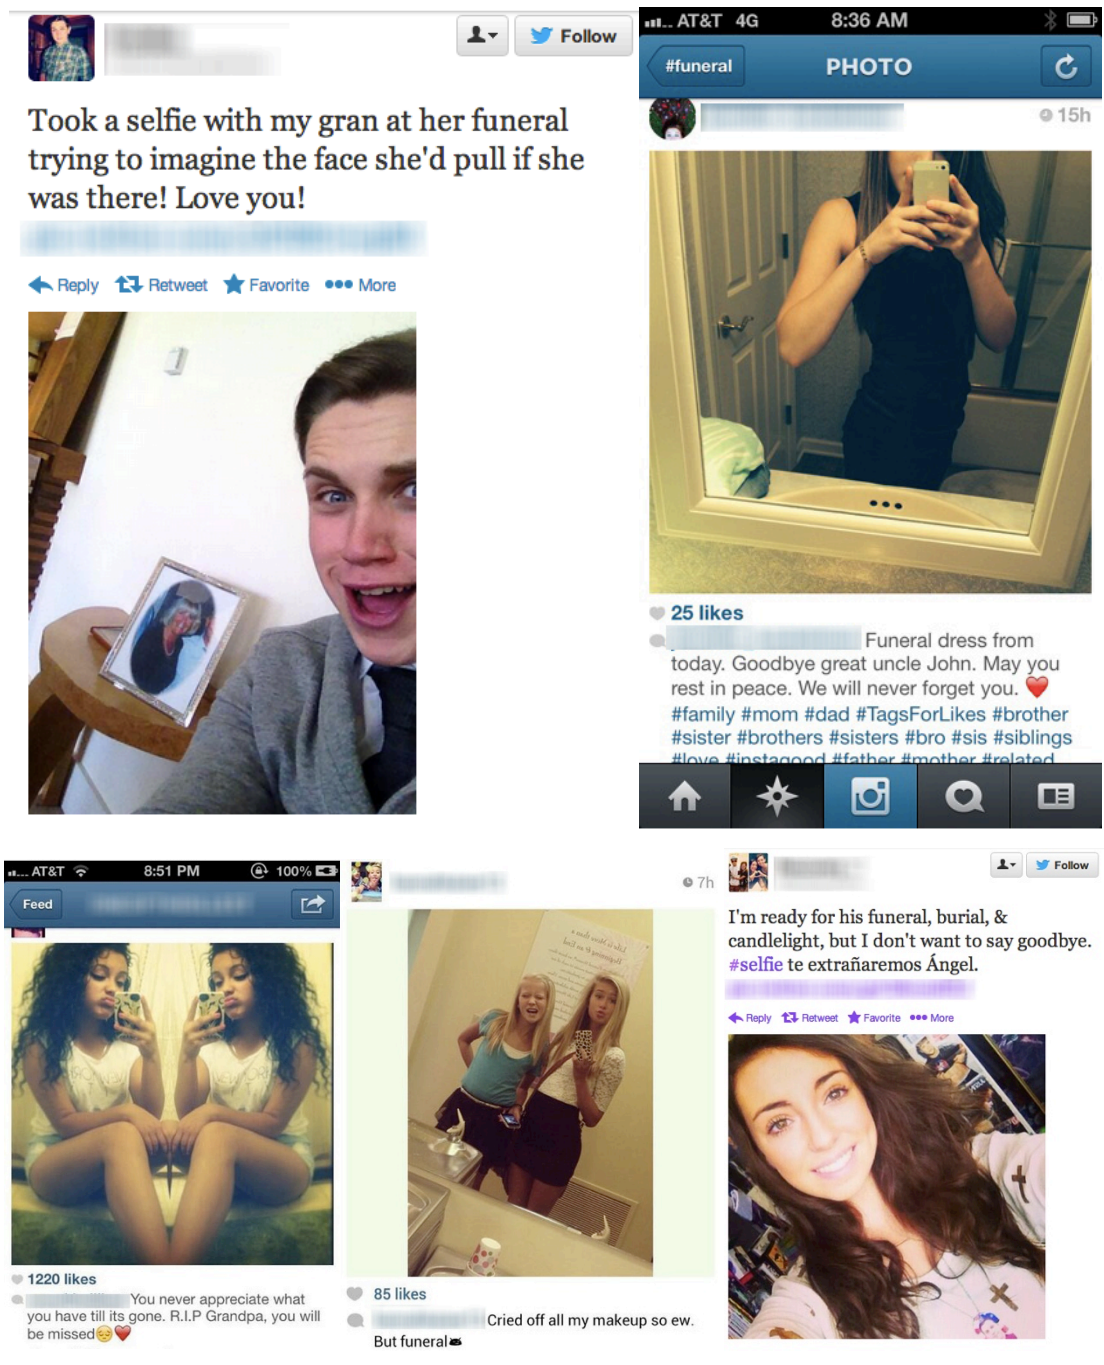 Follow
Took a selfie with my gran at her funeral
trying to imagine the face she'd pull if she
was there! Love you!
Reply Retweet Favorite More
AT&T 4G 8:36 AM
#funeral PHOTO
15h
25 likes
Funeral dress from
today. Goodbye great uncle John. May you
rest in peace. We will never forget you. ❤️
#family #mom #dad #TagsForLikes #brother
#sister #brothers #sisters #bro #sis #siblings
#love #instagood #father #mother #related
AT&T 8:51 PM 100%
Feed
1220 likes
You never appreciate what
you have till its gone. R.I.P Grandpa, you will
be missed😔❤️
7h
85 likes
Cried off all my makeup so ew.
But funeral
Follow
I'm ready for his funeral, burial, &
candlelight, but I don't want to say goodbye.
#selfie te extrañaremos Ángel.
Reply Retweet Favorite More